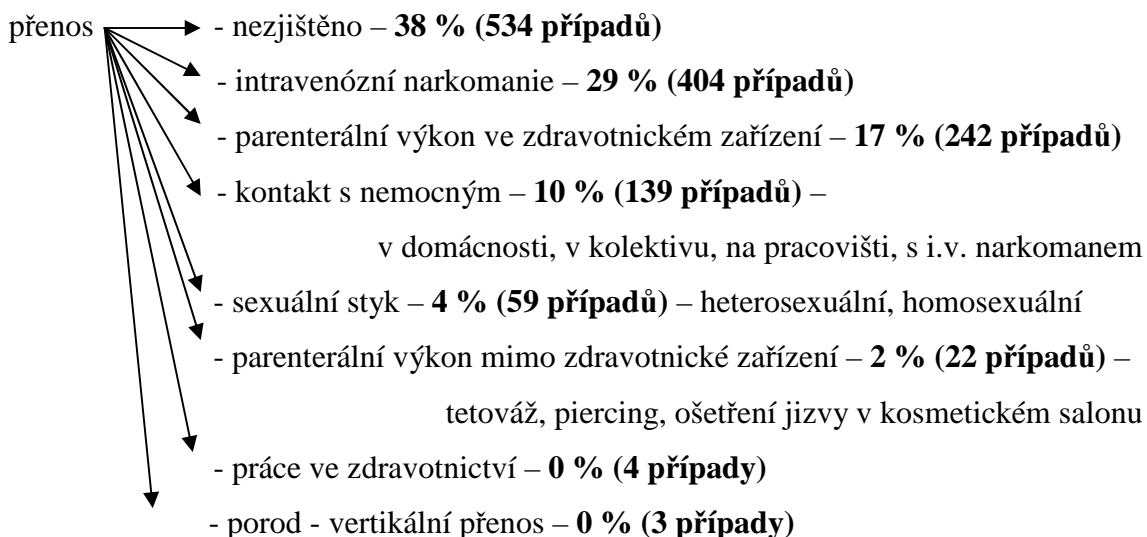 přenos - nezjištěno – 38 % (534 případů)
- intravenózní narkomanie – 29 % (404 případů)
- parenterální výkon ve zdravotnickém zařízení – 17 % (242 případů)
- kontakt s nemocným – 10 % (139 případů) –
v domácnosti, v kolektivu, na pracovišti, s i.v. narkomanem
- sexuální styk – 4 % (59 případů) – heterosexuální, homosexuální
- parenterální výkon mimo zdravotnické zařízení – 2 % (22 případů) –
tetováž, piercing, ošetření jizvy v kosmetickém salonu
- práce ve zdravotnictví – 0 % (4 případy)
- porod - vertikální přenos – 0 % (3 případy)